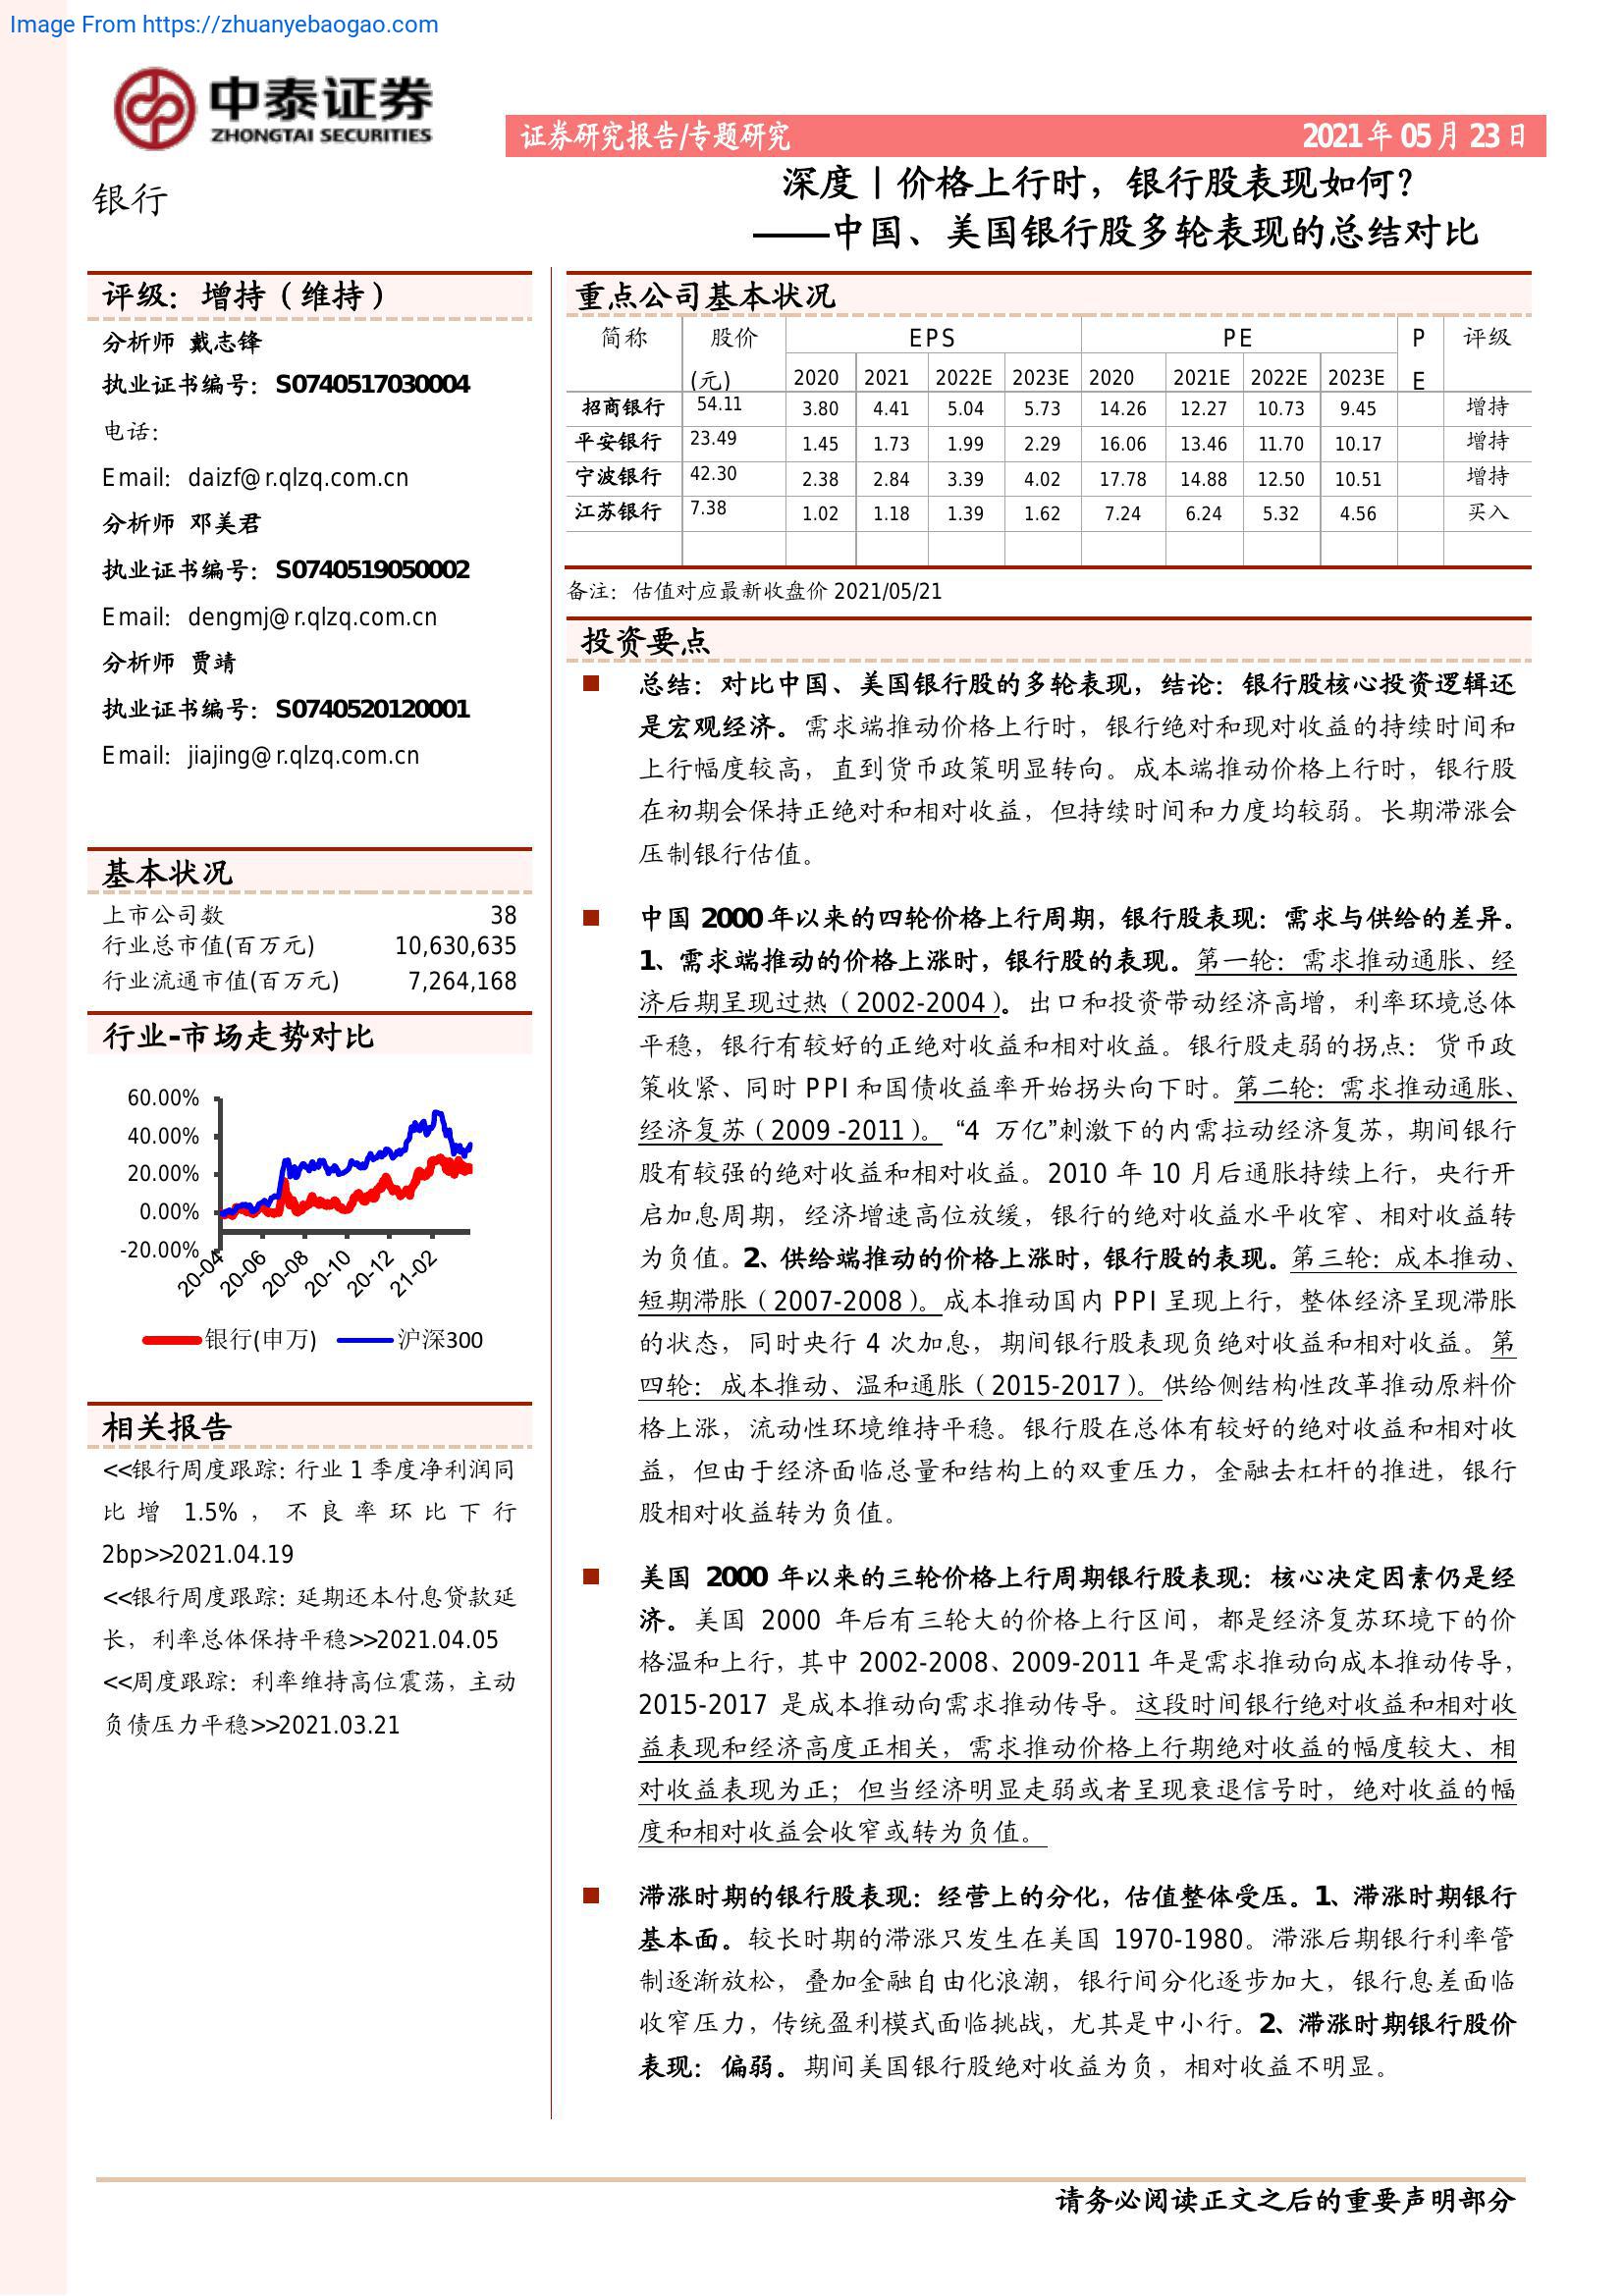 Image From https://zhuanyebaogao.com
中泰证券
ZHONGTAI SECURITIES
证券研究报告/专题研究 2021年05月23日
银行
深度|价格上行时，银行股表现如何？
——中国、美国银行股多轮表现的总结对比
评级：增持（维持）
分析师 戴志锋
执业证书编号：S0740517030004
电话：
Email：daizf@r.qlzq.com.cn
分析师 邓美君
执业证书编号：S0740519050002
Email：dengmj@r.qlzq.com.cn
分析师 贾靖
执业证书编号：S0740520120001
Email：jiajing@r.qlzq.com.cn
基本状况
上市公司数 38
行业总市值(百万元) 10,630,635
行业流通市值(百万元) 7,264,168
行业-市场走势对比
60.00%
40.00%
20.00%
0.00%
-20.00%
20-04 20-06 20-08 20-10 20-12 21-02
银行(申万) 沪深300
相关报告
<<银行周度跟踪：行业1季度净利润同
比增 1.5%，不良率环比下行
2bp>>2021.04.19
<<银行周度跟踪：延期还本付息贷款延
长，利率总体保持平稳>>2021.04.05
<<周度跟踪：利率维持高位震荡，主动
负债压力平稳>>2021.03.21
重点公司基本状况
简称 股价 EPS PE P 评级
(元) 2020 2021 2022E 2023E 2020 2021E 2022E 2023E E
招商银行 54.11 3.80 4.41 5.04 5.73 14.26 12.27 10.73 9.45 增持
平安银行 23.49 1.45 1.73 1.99 2.29 16.06 13.46 11.70 10.17 增持
宁波银行 42.30 2.38 2.84 3.39 4.02 17.78 14.88 12.50 10.51 增持
江苏银行 7.38 1.02 1.18 1.39 1.62 7.24 6.24 5.32 4.56 买入
备注：估值对应最新收盘价 2021/05/21
投资要点
■ 总结：对比中国、美国银行股的多轮表现，结论：银行股核心投资逻辑还
是宏观经济。需求端推动价格上行时，银行绝对和现对收益的持续时间和
上行幅度较高，直到货币政策明显转向。成本端推动价格上行时，银行股
在初期会保持正绝对和相对收益，但持续时间和力度均较弱。长期滞涨会
压制银行估值。
■ 中国 2000年以来的四轮价格上行周期，银行股表现：需求与供给的差异。
1、需求端推动的价格上涨时，银行股的表现。第一轮：需求推动通胀、经
济后期呈现过热（2002-2004）。出口和投资带动经济高增，利率环境总体
平稳，银行有较好的正绝对收益和相对收益。银行股走弱的拐点：货币政
策收紧、同时 PPI 和国债收益率开始拐头向下时。第二轮：需求推动通胀、
经济复苏（2009 -2011）。“4 万亿”刺激下的内需拉动经济复苏，期间银行
股有较强的绝对收益和相对收益。2010 年 10 月后通胀持续上行，央行开
启加息周期，经济增速高位放缓，银行的绝对收益水平收窄、相对收益转
为负值。2、供给端推动的价格上涨时，银行股的表现。第三轮：成本推动、
短期滞胀（2007-2008）。成本推动国内 PPI 呈现上行，整体经济呈现滞胀
的状态，同时央行 4 次加息，期间银行股表现负绝对收益和相对收益。第
四轮：成本推动、温和通胀（2015-2017）。供给侧结构性改革推动原料价
格上涨，流动性环境维持平稳。银行股在总体有较好的绝对收益和相对收
益，但由于经济面临总量和结构上的双重压力，金融去杠杆的推进，银行
股相对收益转为负值。
■ 美国 2000 年以来的三轮价格上行周期银行股表现：核心决定因素仍是经
济。美国 2000 年后有三轮大的价格上行区间，都是经济复苏环境下的价
格温和上行，其中 2002-2008、2009-2011 年是需求推动向成本推动传导，
2015-2017 是成本推动向需求推动传导。这段时间银行绝对收益和相对收
益表现和经济高度正相关，需求推动价格上行期绝对收益的幅度较大、相
对收益表现为正；但当经济明显走弱或者呈现衰退信号时，绝对收益的幅
度和相对收益会收窄或转为负值。
■ 滞涨时期的银行股表现：经营上的分化，估值整体受压。1、滞涨时期银行
基本面。较长时期的滞涨只发生在美国 1970-1980。滞涨后期银行利率管
制逐渐放松，叠加金融自由化浪潮，银行间分化逐步加大，银行息差面临
收窄压力，传统盈利模式面临挑战，尤其是中小行。2、滞涨时期银行股价
表现：偏弱。期间美国银行股绝对收益为负，相对收益不明显。
请务必阅读正文之后的重要声明部分